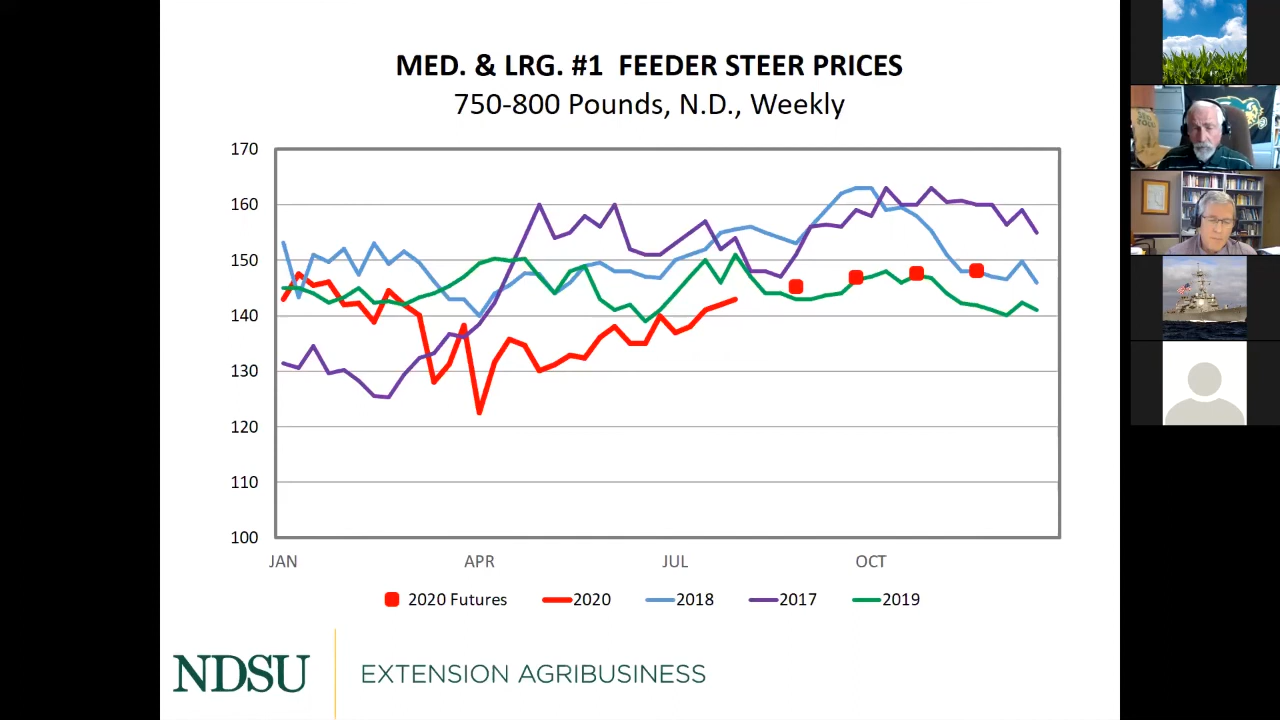 MED. & LRG. #1 FEEDER STEER PRICES
750-800 Pounds, N.D., Weekly
170
160
150
140
130
120
110
100
JAN APR JUL OCT
2020 Futures 2020 2018 2017 2019
NDSU EXTENSION AGRIBUSINESS